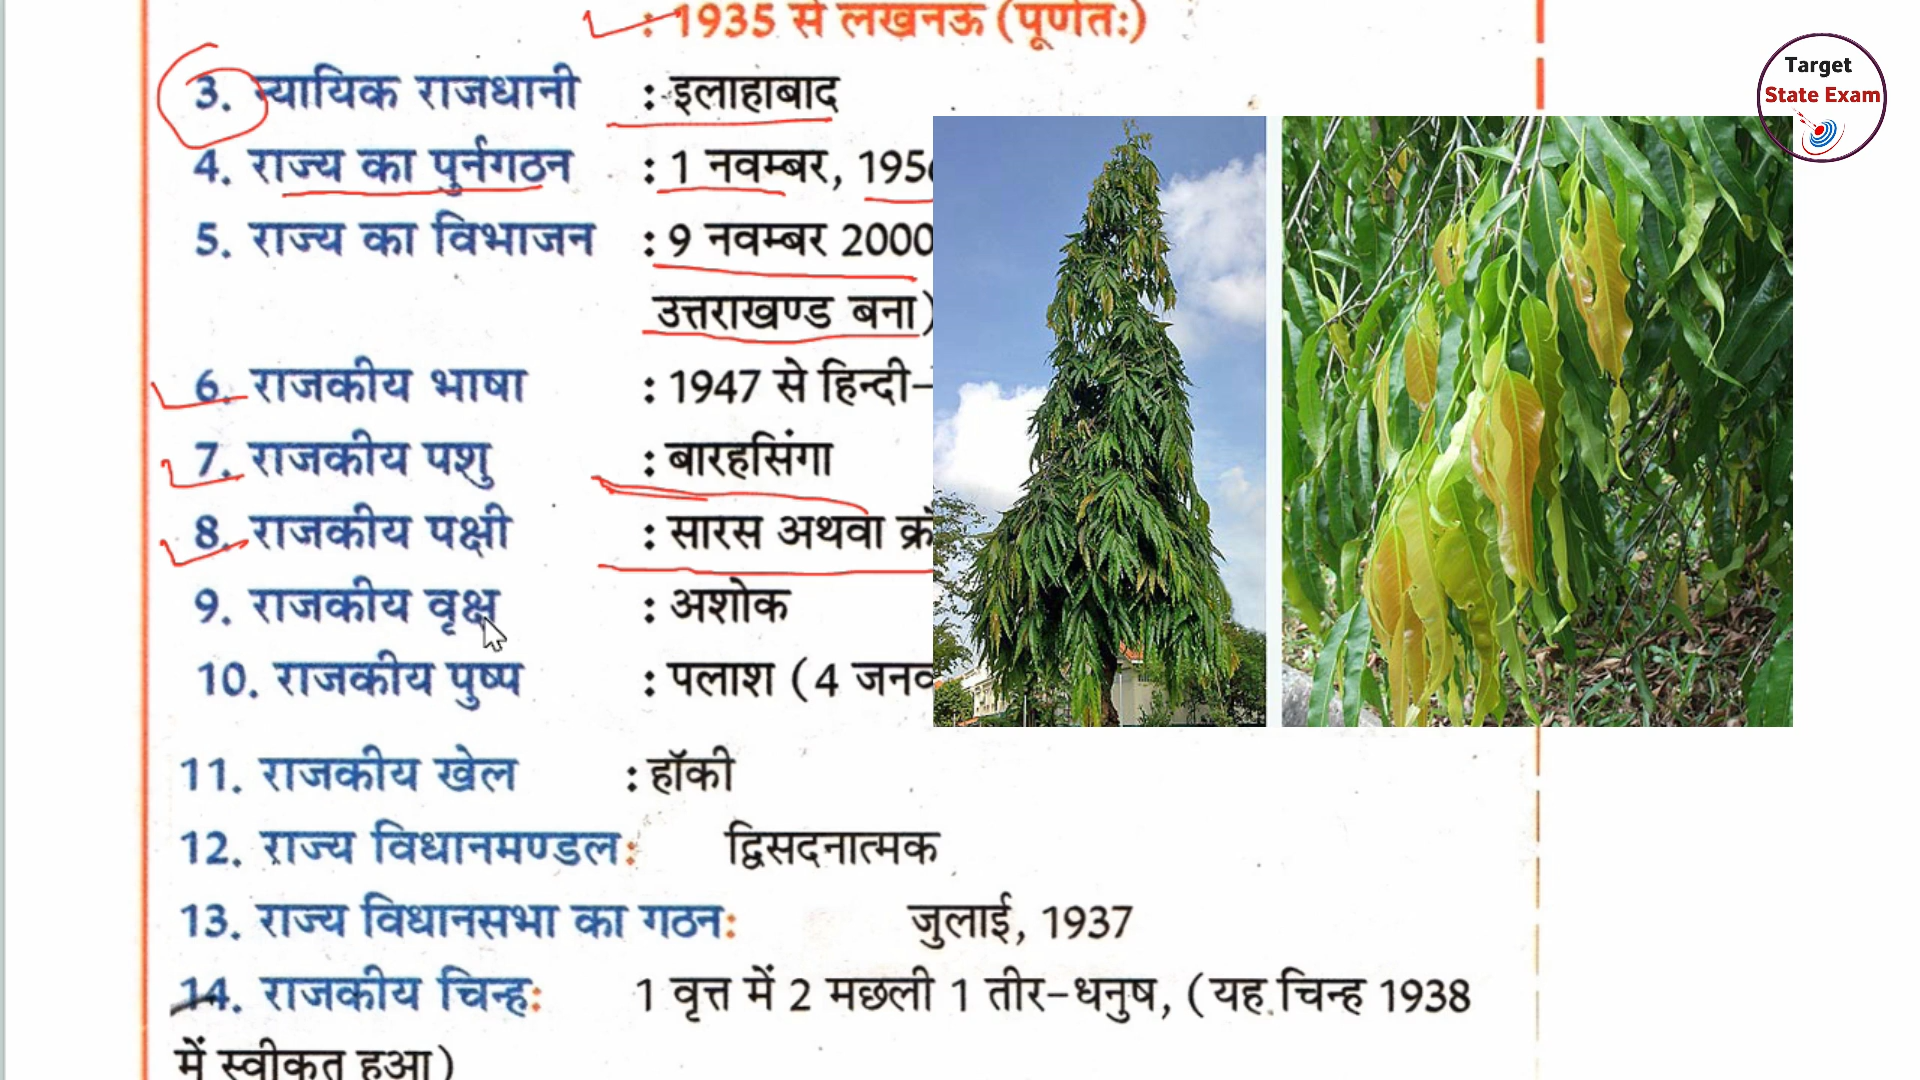 : 1935 से लखनऊ (पूर्णतः)
Target
State Exam
3. न्यायिक राजधानी : इलाहाबाद
4. राज्य का पुर्नगठन : 1 नवम्बर,
5. राज्य का विभाजन : 9 नवम्बर 2000
उत्तराखण्ड बना)
6. राजकीय भाषा : 1947 से हिन्दी–
7. राजकीय पशु : बारहसिंगा
8. राजकीय पक्षी : सारस अथवा
9. राजकीय वृक्ष : अशोक
10. राजकीय पुष्प : पलाश (4
11. राजकीय खेल : हॉकी
12. राज्य विधानमण्डल: द्विसदनात्मक
13. राज्य विधानसभा का गठन: जुलाई, 1937
14. राजकीय चिन्ह: 1 वृत्त में 2 मछली 1 तीर–धनुष, (यह चिन्ह 1938
में स्वीकृत हुआ)